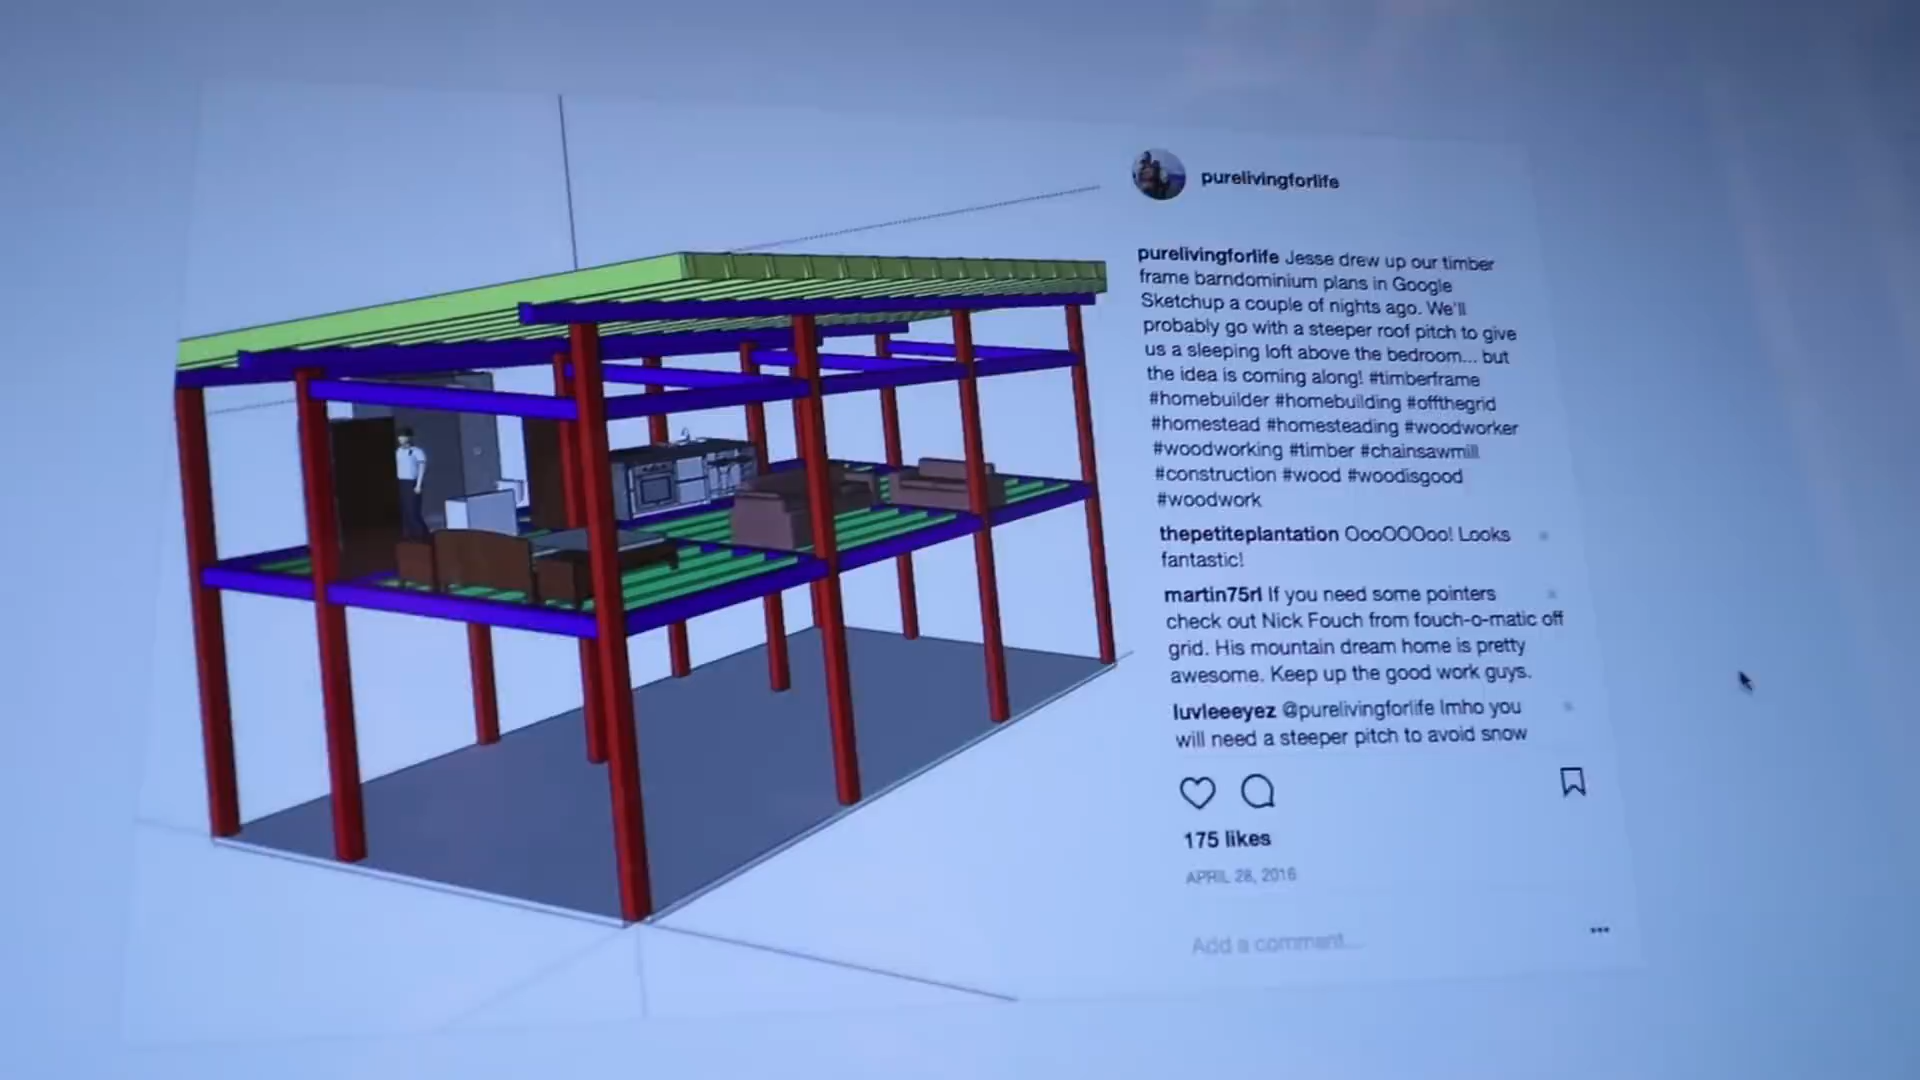 purelivingforlife
purelivingforlife Jesse drew up our timber
frame barndominium plans in Google
Sketchup a couple of nights ago. We'll
probably go with a steeper roof pitch to give
us a sleeping loft above the bedroom... but
the idea is coming along! #timberframe
#homebuilder #homebuilding #offthegrid
#homestead #homesteading #woodworker
#woodworking #timber #chainsawmill
#construction #wood #woodisgood
#woodwork
thepetiteplantation OooOOOoo! Looks
fantastic!
martin75rl If you need some pointers
check out Nick Fouch from fouch-o-matic off
grid. His mountain dream home is pretty
awesome. Keep up the good work guys.
luvleeeyez @purelivingforlife Imho you
will need a steeper pitch to avoid snow
175 likes
APRIL 28, 2016
Add a comment...